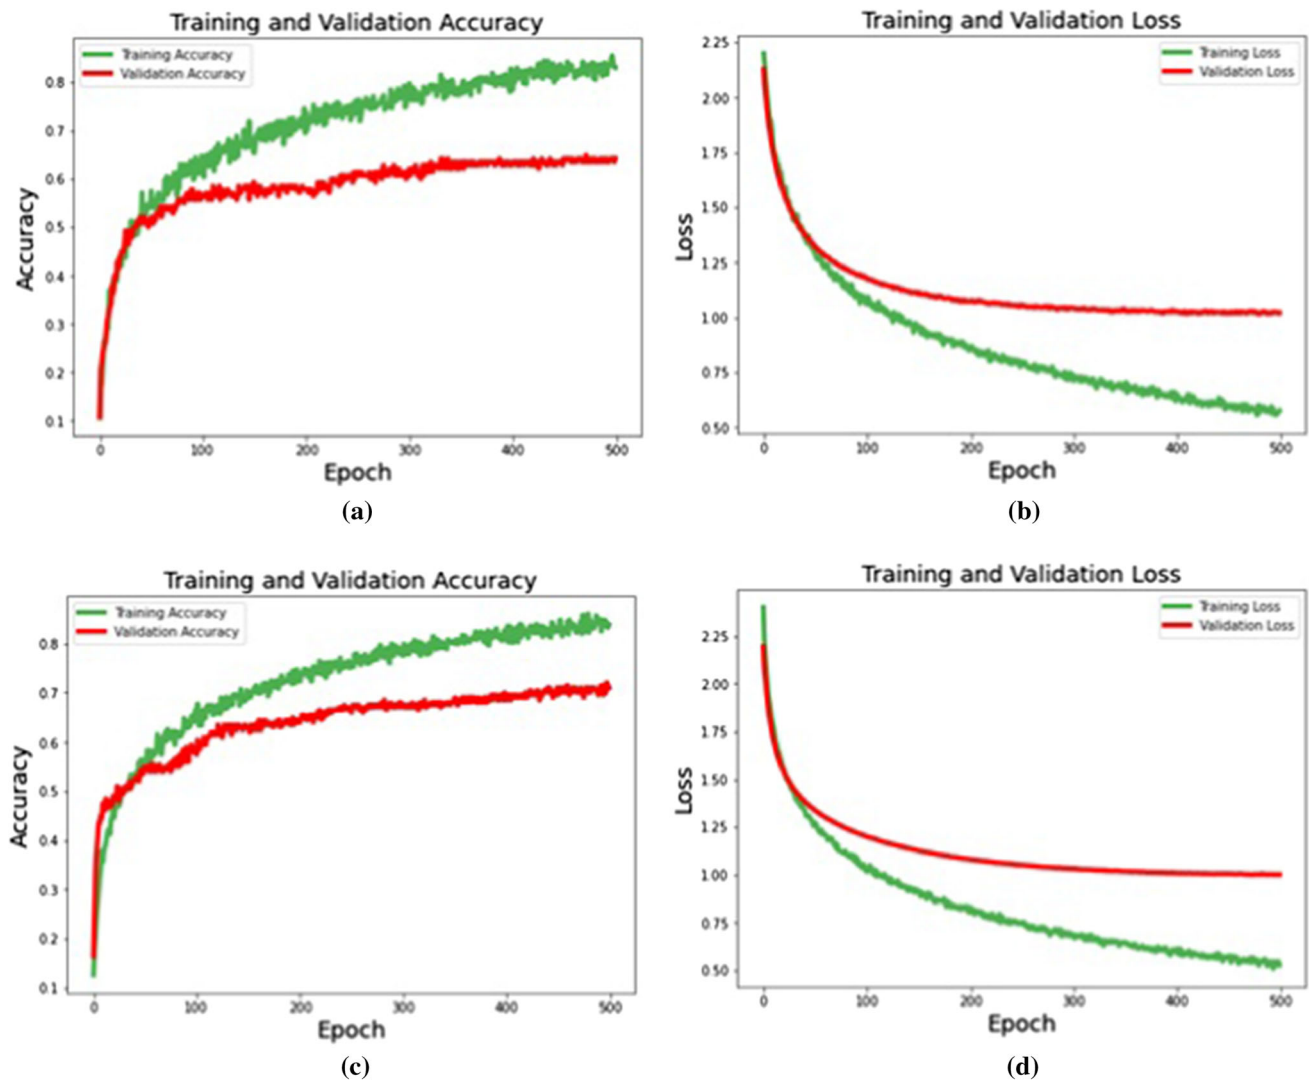 Training and Validation Accuracy
Training Accuracy
Validation Accuracy
0.8
0.7
0.6
0.5
0.4
0.3
0.2
0.1
Accuracy
0 100 200 300 400 500
Epoch
(a)
Training and Validation Loss
Training Loss
Validation Loss
2.25
2.00
1.75
1.50
1.25
1.00
0.75
0.50
Loss
0 100 200 300 400 500
Epoch
(b)
Training and Validation Accuracy
Training Accuracy
Validation Accuracy
0.8
0.7
0.6
0.5
0.4
0.3
0.2
0.1
Accuracy
0 100 200 300 400 500
Epoch
(c)
Training and Validation Loss
Training Loss
Validation Loss
2.25
2.00
1.75
1.50
1.25
1.00
0.75
0.50
Loss
0 100 200 300 400 500
Epoch
(d)